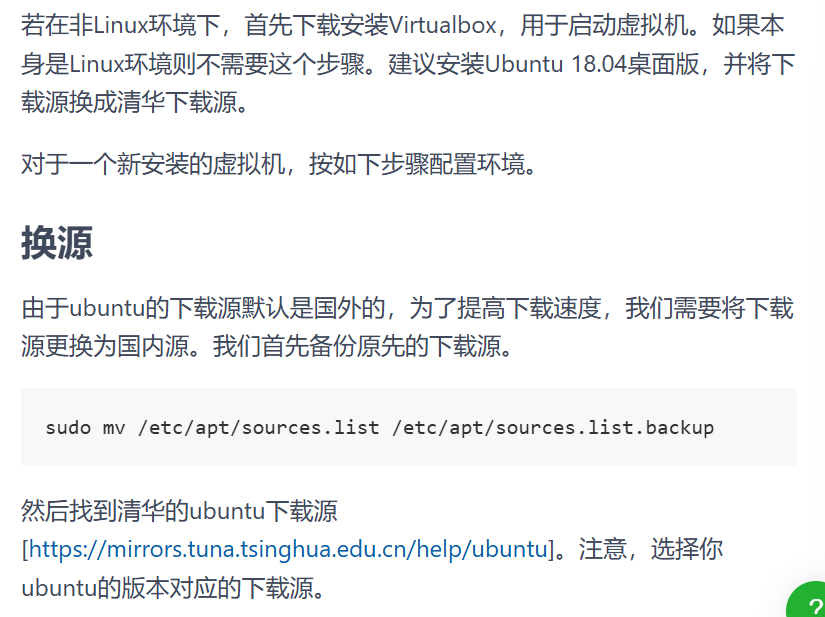 若在非Linux环境下，首先下载安装Virtualbox，用于启动虚拟机。如果本
身是Linux环境则不需要这个步骤。建议安装Ubuntu 18.04桌面版，并将下
载源换成清华下载源。
对于一个新安装的虚拟机，按如下步骤配置环境。
换源
由于ubuntu的下载源默认是国外的，为了提高下载速度，我们需要将下载
源更换为国内源。我们首先备份原先的下载源。
sudo mv /etc/apt/sources.list /etc/apt/sources.list.backup
然后找到清华的ubuntu下载源
[https://mirrors.tuna.tsinghua.edu.cn/help/ubuntu]。注意，选择你
ubuntu的版本对应的下载源。
?